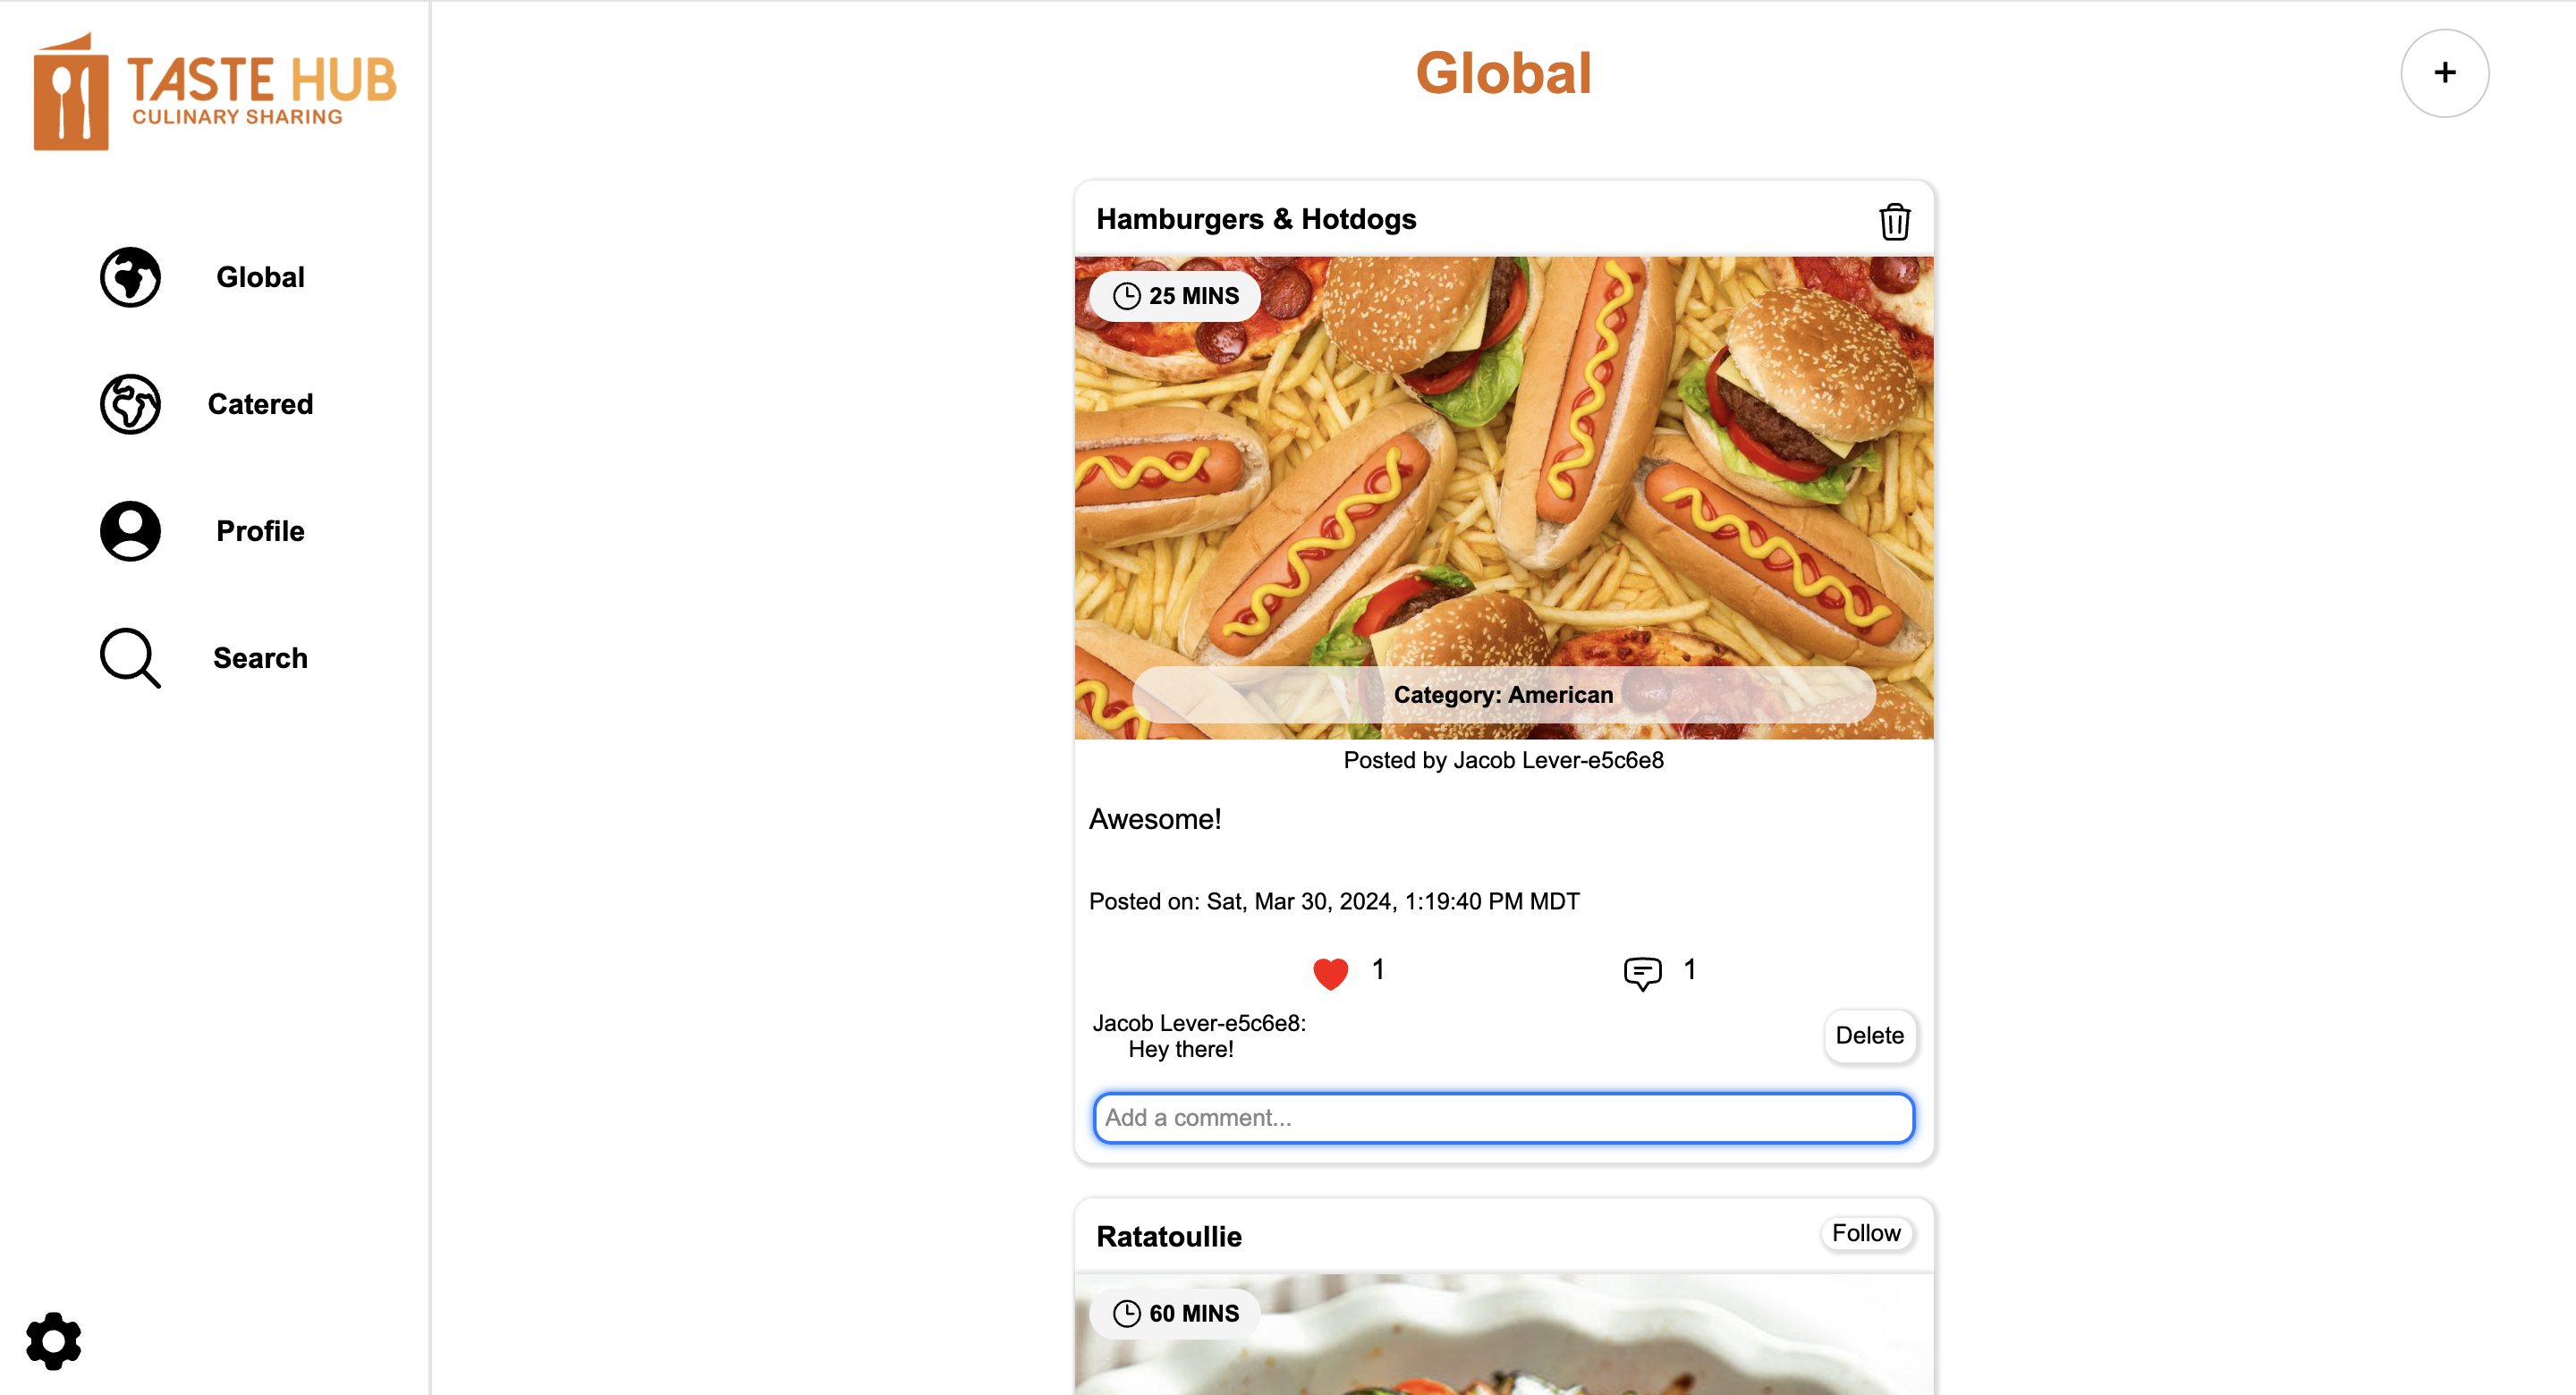 TASTE HUB
CULINARY SHARING
Global
Catered
Profile
Search
Global
+
Hamburgers & Hotdogs
25 MINS
Category: American
Posted by Jacob Lever-e5c6e8
Awesome!
Posted on: Sat, Mar 30, 2024, 1:19:40 PM MDT
1
1
Jacob Lever-e5c6e8:
Hey there!
Delete
Add a comment...
Ratatoullie
Follow
60 MINS